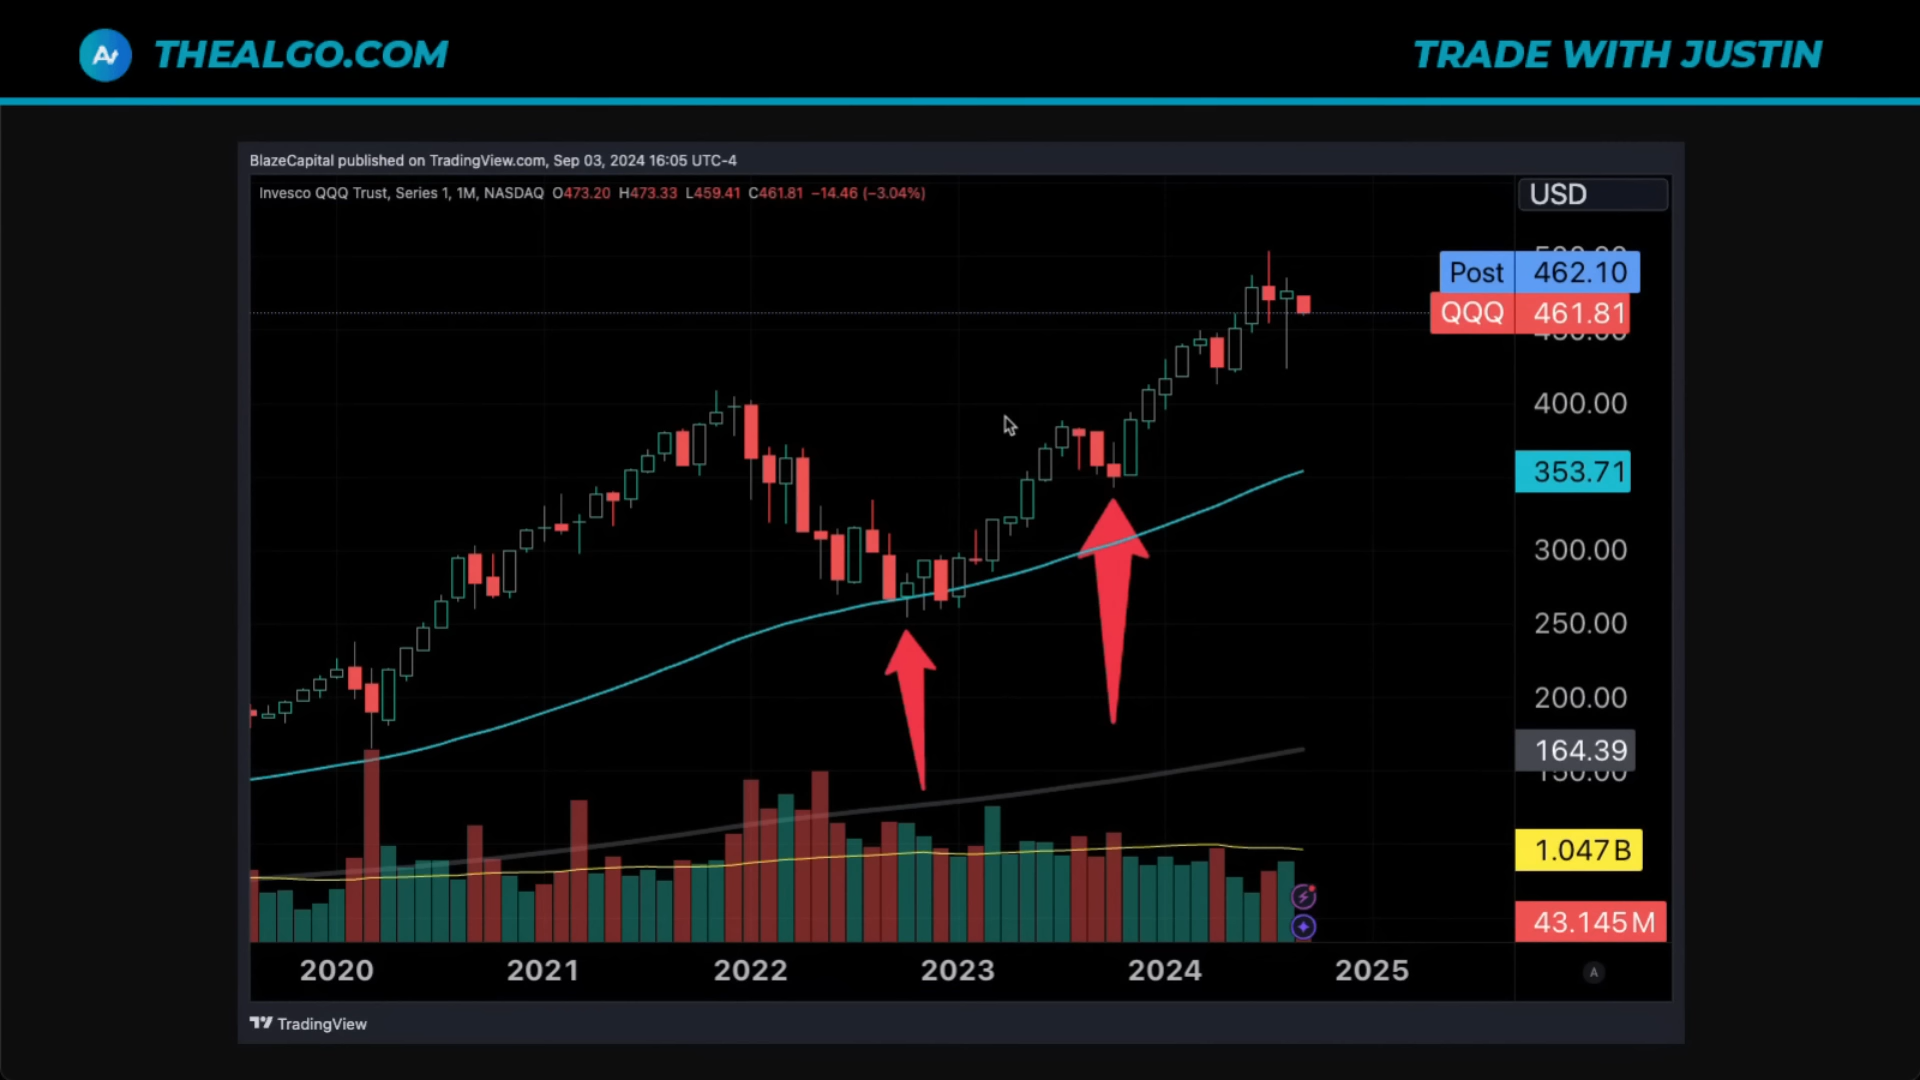 THEALGO.COM
TRADE WITH JUSTIN
BlazeCapital published on TradingView.com, Sep 03, 2024 16:05 UTC-4
Invesco QQQ Trust, Series 1, 1M, NASDAQ O473.20 H473.33 L459.41 C461.81 −14.46 (−3.04%)
USD
Post 462.10
QQQ 461.81
400.00
353.71
300.00
250.00
200.00
164.39
150.00
1.047B
43.145M
2020 2021 2022 2023 2024 2025
A
TradingView